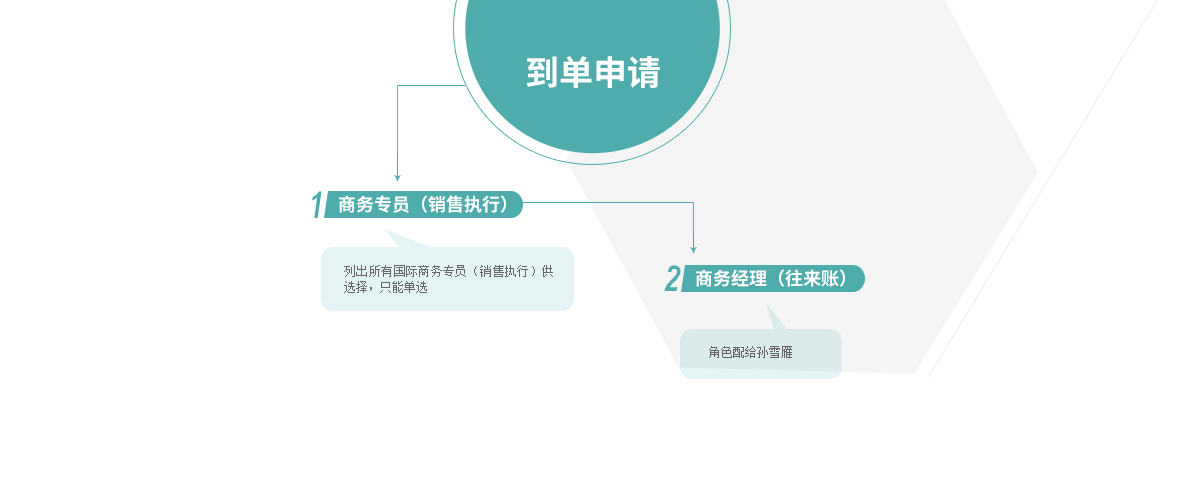 到单申请
1 商务专员（销售执行）
列出所有国际商务专员（销售执行）供
选择，只能单选
2 商务经理（往来账）
角色配给孙雪雁